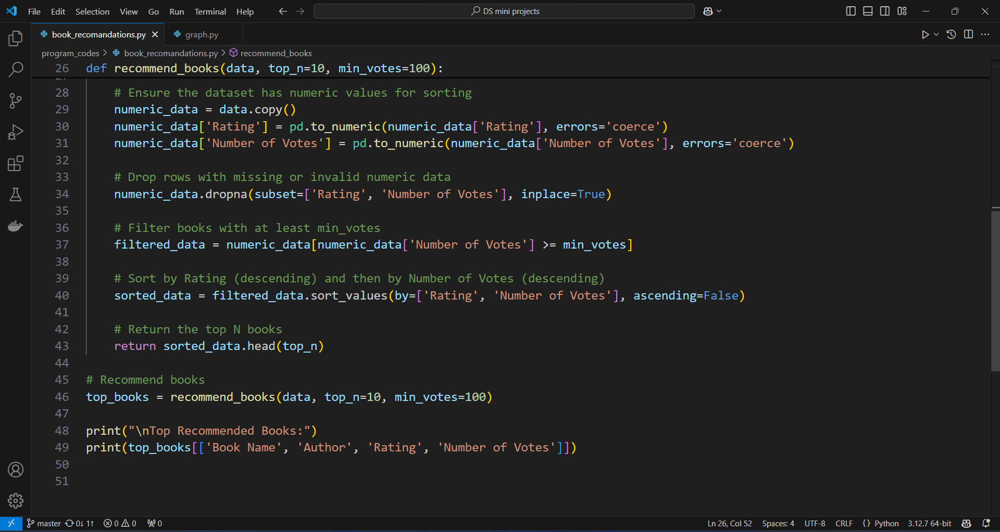 File Edit Selection View Go Run Terminal Help DS mini projects
book_recomandations.py graph.py
program_codes > book_recomandations.py > recommend_books
26 def recommend_books(data, top_n=10, min_votes=100):
28 # Ensure the dataset has numeric values for sorting
29 numeric_data = data.copy()
30 numeric_data['Rating'] = pd.to_numeric(numeric_data['Rating'], errors='coerce')
31 numeric_data['Number of Votes'] = pd.to_numeric(numeric_data['Number of Votes'], errors='coerce')
32
33 # Drop rows with missing or invalid numeric data
34 numeric_data.dropna(subset=['Rating', 'Number of Votes'], inplace=True)
35
36 # Filter books with at least min_votes
37 filtered_data = numeric_data[numeric_data['Number of Votes'] >= min_votes]
38
39 # Sort by Rating (descending) and then by Number of Votes (descending)
40 sorted_data = filtered_data.sort_values(by=['Rating', 'Number of Votes'], ascending=False)
41
42 # Return the top N books
43 return sorted_data.head(top_n)
44
45 # Recommend books
46 top_books = recommend_books(data, top_n=10, min_votes=100)
47
48 print("\nTop Recommended Books:")
49 print(top_books[['Book Name', 'Author', 'Rating', 'Number of Votes']])
50
51
master 0↓ 1↑ 0 0 0 Ln 26, Col 52 Spaces: 4 UTF-8 CRLF {} Python 3.12.7 64-bit